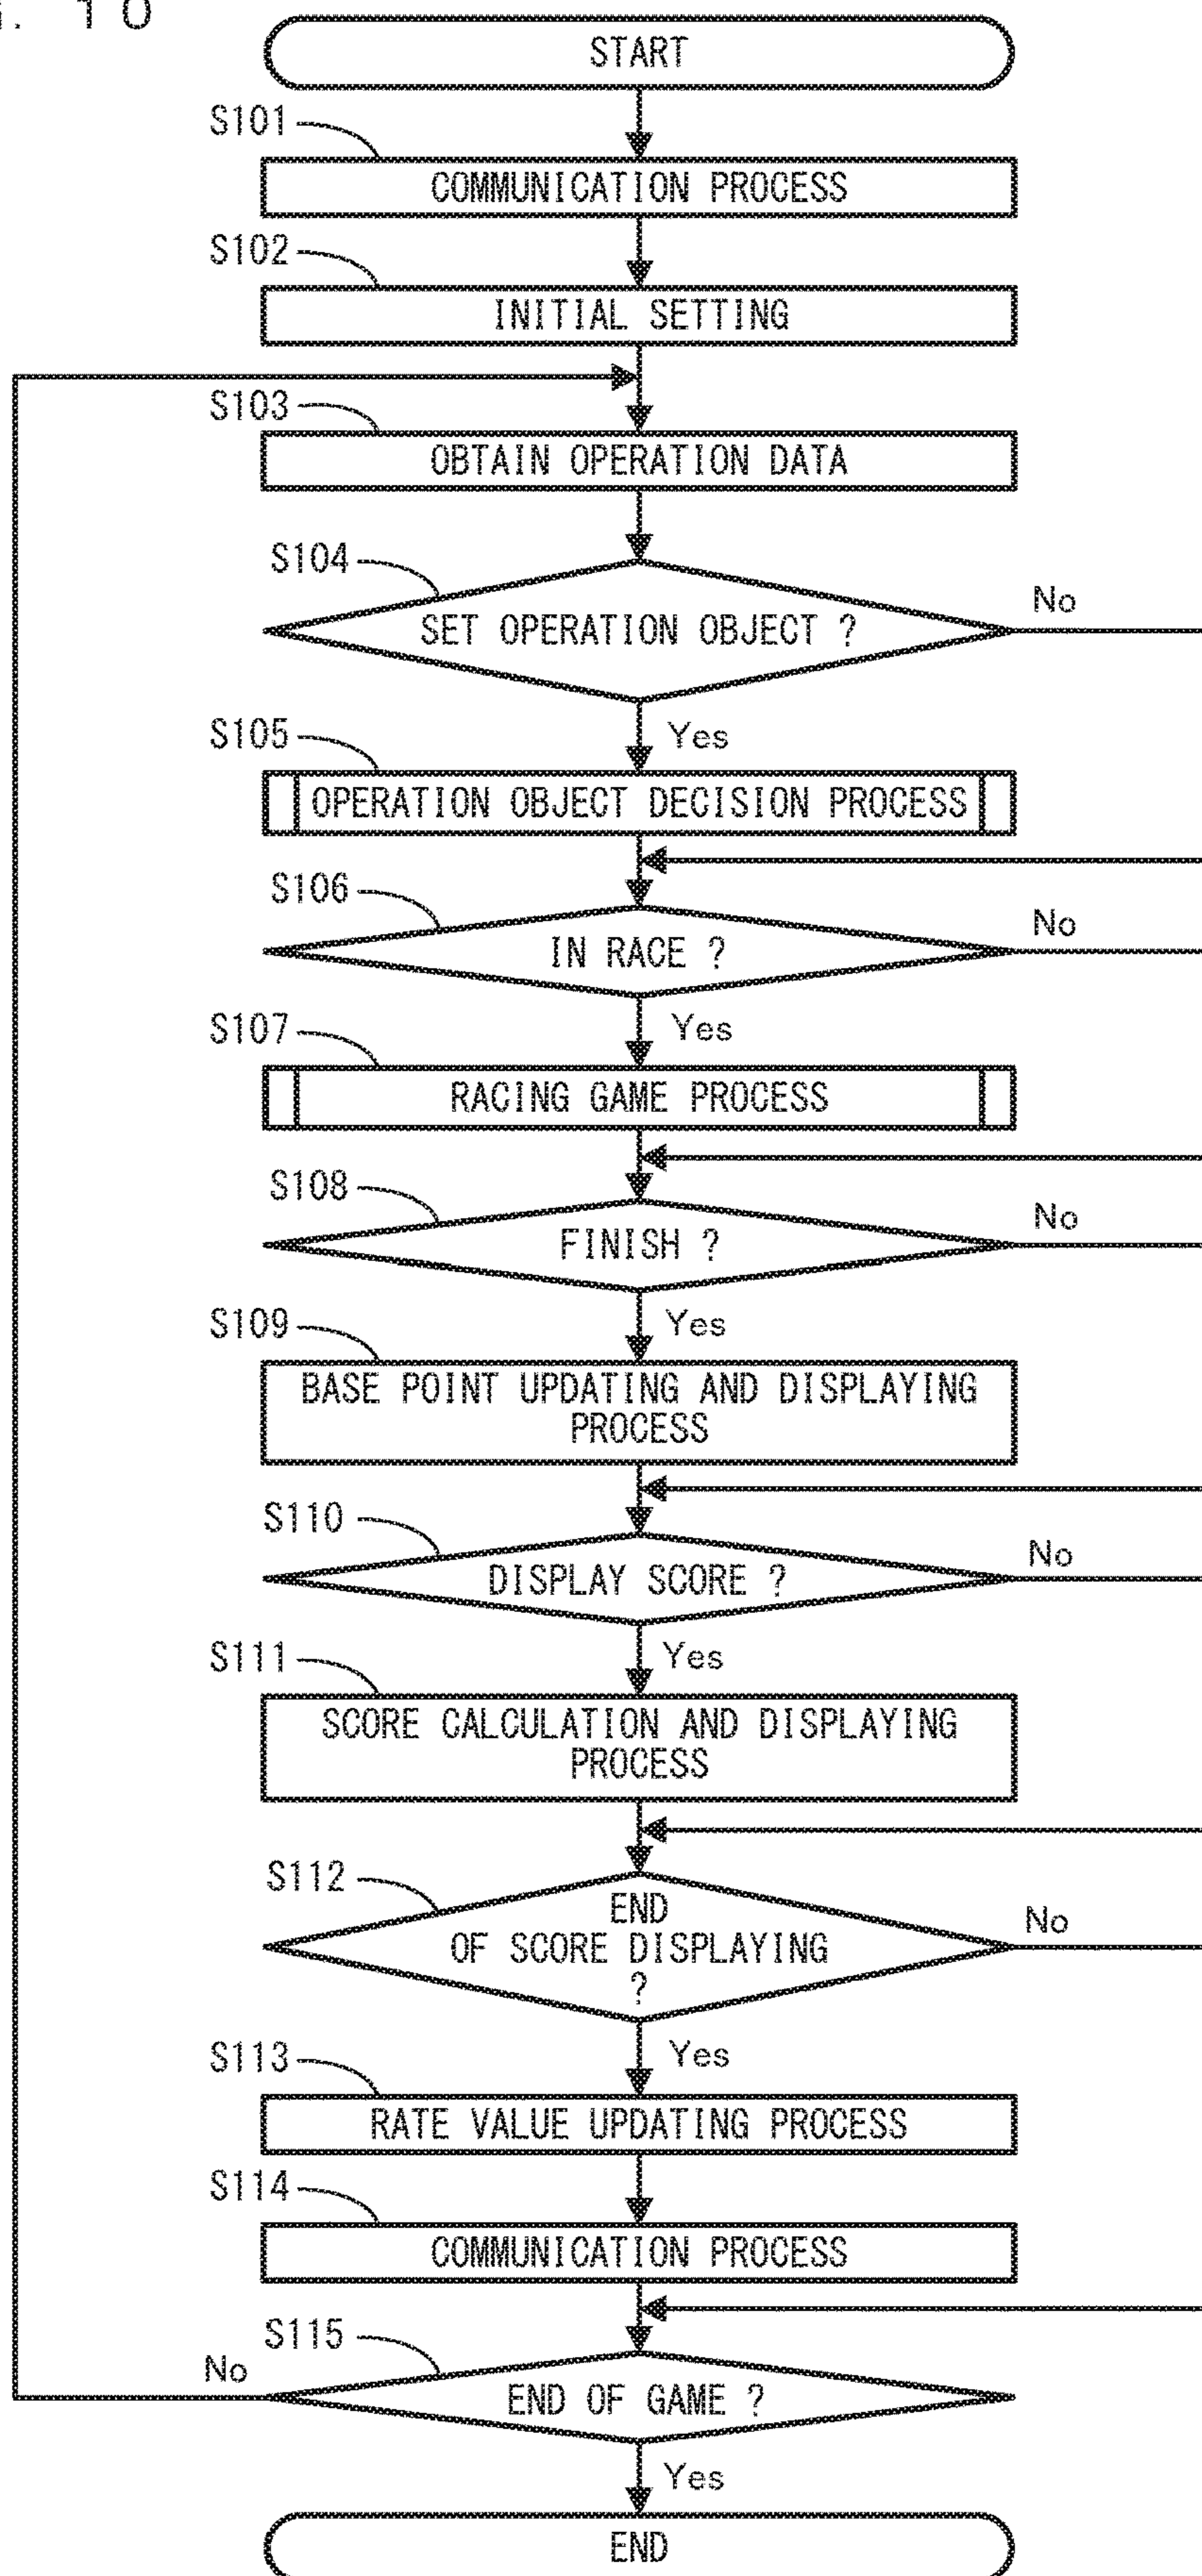 . 10
START
S101
COMMUNICATION PROCESS
S102
INITIAL SETTING
S103
OBTAIN OPERATION DATA
S104
SET OPERATION OBJECT ?
No
Yes
S105
OPERATION OBJECT DECISION PROCESS
S106
IN RACE ?
No
Yes
S107
RACING GAME PROCESS
S108
FINISH ?
No
Yes
S109
BASE POINT UPDATING AND DISPLAYING
PROCESS
S110
DISPLAY SCORE ?
No
Yes
S111
SCORE CALCULATION AND DISPLAYING
PROCESS
S112
END
OF SCORE DISPLAYING
?
No
Yes
S113
RATE VALUE UPDATING PROCESS
S114
COMMUNICATION PROCESS
S115
No
END OF GAME ?
Yes
END